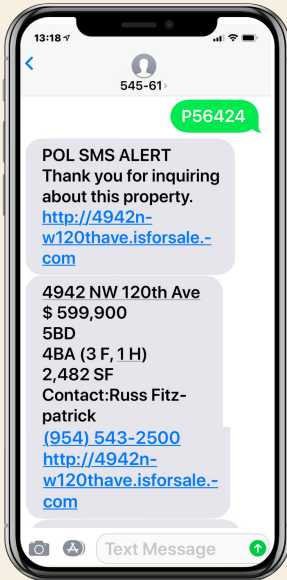 13:18
545-61
P56424
POL SMS ALERT
Thank you for inquiring
about this property.
http://4942n-
w120thave.isforsale.-
com
4942 NW 120th Ave
$ 599,900
5BD
4BA (3 F, 1 H)
2,482 SF
Contact:Russ Fitz-
patrick
(954) 543-2500
http://4942n-
w120thave.isforsale.-
com
Text Message